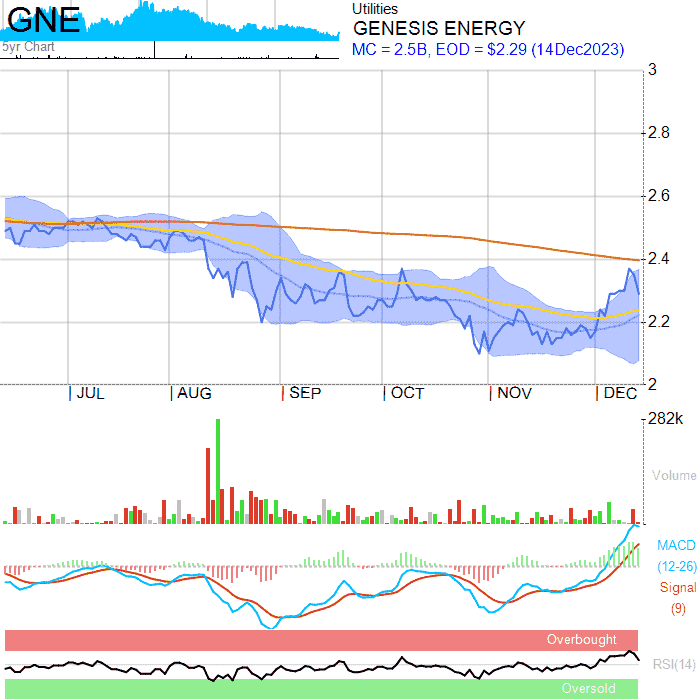 GNE
5yr Chart
Utilities
GENESIS ENERGY
MC = 2.5B, EOD = $2.29 (14Dec2023)
3
2.8
2.6
2.4
2.2
2
JUL AUG SEP OCT NOV DEC
282k
Volume
MACD
(12-26)
Signal
(9)
Overbought
RSI(14)
Oversold